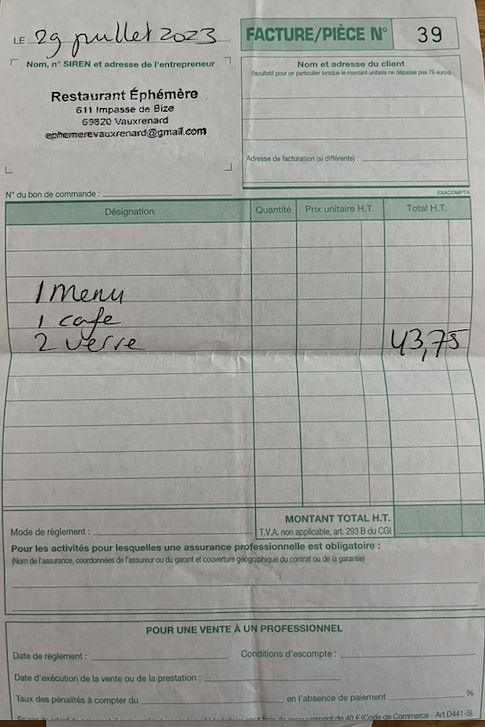 LE 29 juillet 2023
FACTURE/PIÈCE N° 39
Nom, n° SIREN et adresse de l'entrepreneur
Restaurant Éphémère
611 Impasse de Bize
69820 Vauxrenard
ephemerevauxrenard@gmail.com
Nom et adresse du client
(facultatif pour un particulier lorsque le montant unitaire ne dépasse pas 76 euros)
Adresse de facturation (si différente) :
N° du bon de commande :
EXACOMPTA
Désignation Quantité Prix unitaire H.T. Total H.T.
1 menu
1 cafe
2 verre 43,75
MONTANT TOTAL H.T.
Mode de règlement : T.V.A. non applicable, art. 293 B du CGI
Pour les activités pour lesquelles une assurance professionnelle est obligatoire :
(Nom de l'assurance, coordonnées de l'assureur ou du garant et couverture géographique du contrat ou de la garantie)
POUR UNE VENTE À UN PROFESSIONNEL
Date de règlement : Conditions d'escompte :
Date d'exécution de la vente ou de la prestation :
Taux des pénalités à compter du en l'absence de paiement %
de 40 € (Code de Commerce - Art D441-5).